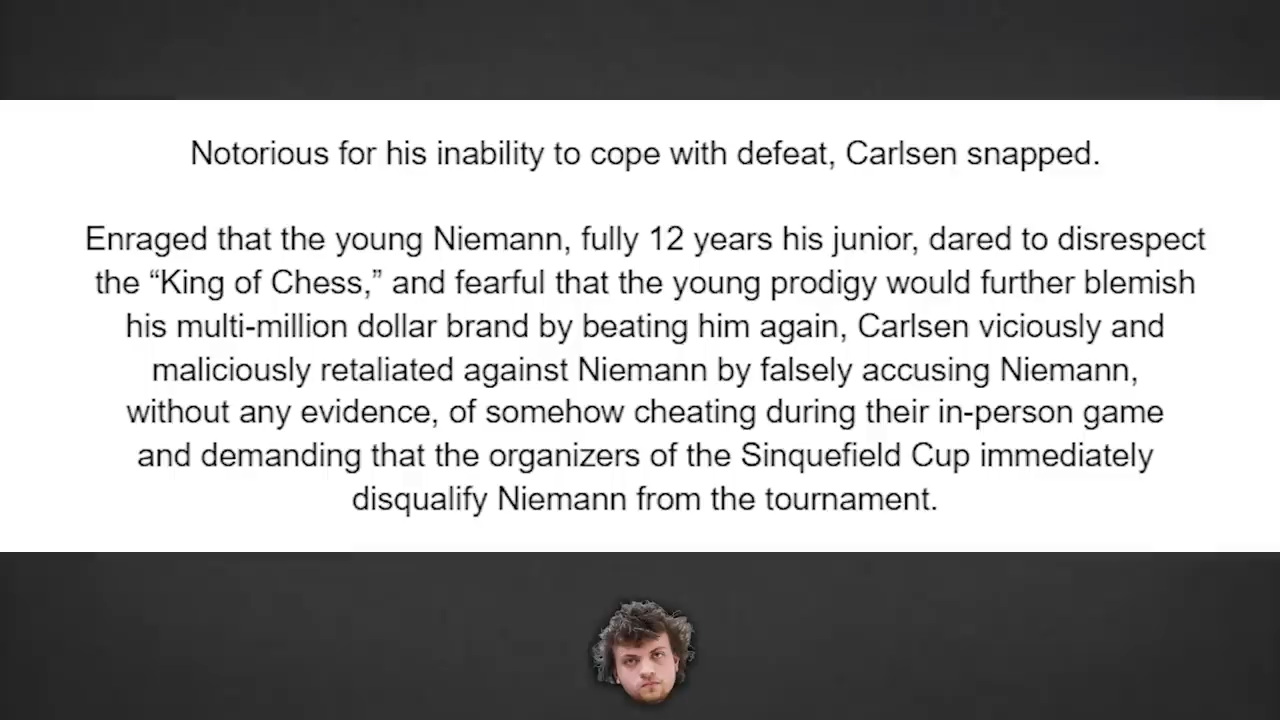 Notorious for his inability to cope with defeat, Carlsen snapped.
Enraged that the young Niemann, fully 12 years his junior, dared to disrespect
the “King of Chess,” and fearful that the young prodigy would further blemish
his multi-million dollar brand by beating him again, Carlsen viciously and
maliciously retaliated against Niemann by falsely accusing Niemann,
without any evidence, of somehow cheating during their in-person game
and demanding that the organizers of the Sinquefield Cup immediately
disqualify Niemann from the tournament.